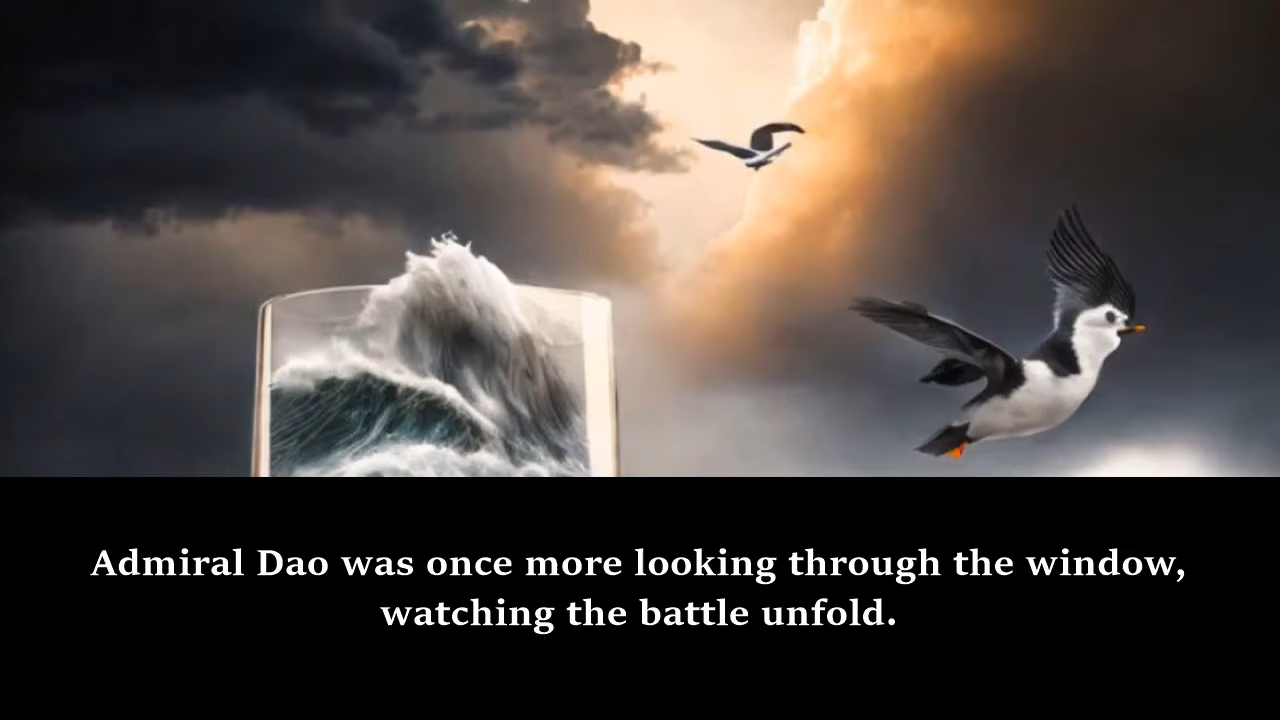 Admiral Dao was once more looking through the window,
watching the battle unfold.